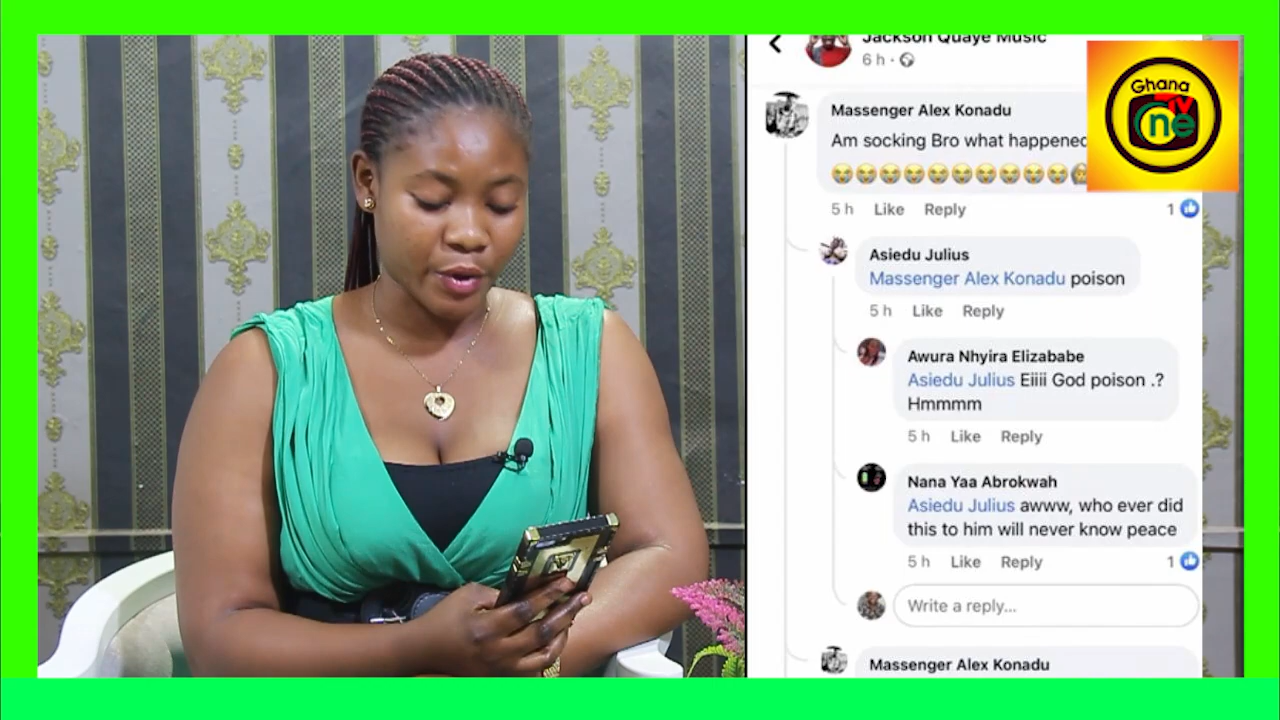 Jackson Quaye Music
6 h
Ghana
TV
One
Massenger Alex Konadu
Am socking Bro what happened
😭😭😭😭😭😭😭😭😭😭
5 h Like Reply 1
Asiedu Julius
Massenger Alex Konadu poison
5 h Like Reply
Awura Nhyira Elizababe
Asiedu Julius Eiiii God poison .?
Hmmmm
5 h Like Reply
Nana Yaa Abrokwah
Asiedu Julius awww, who ever did
this to him will never know peace
5 h Like Reply 1
Write a reply...
Massenger Alex Konadu